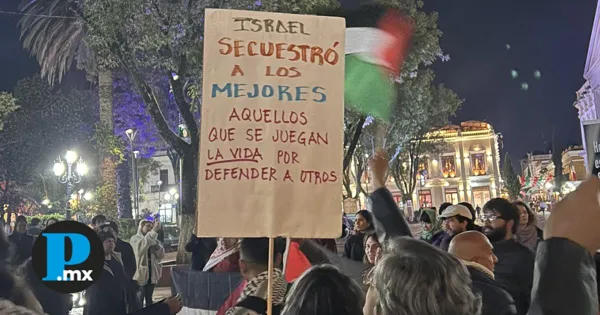 ISRAEL
SECUESTRÓ
A LOS
MEJORES
AQUELLOS
QUE SE JUEGAN
LA VIDA POR
DEFENDER A OTROS
P.mx